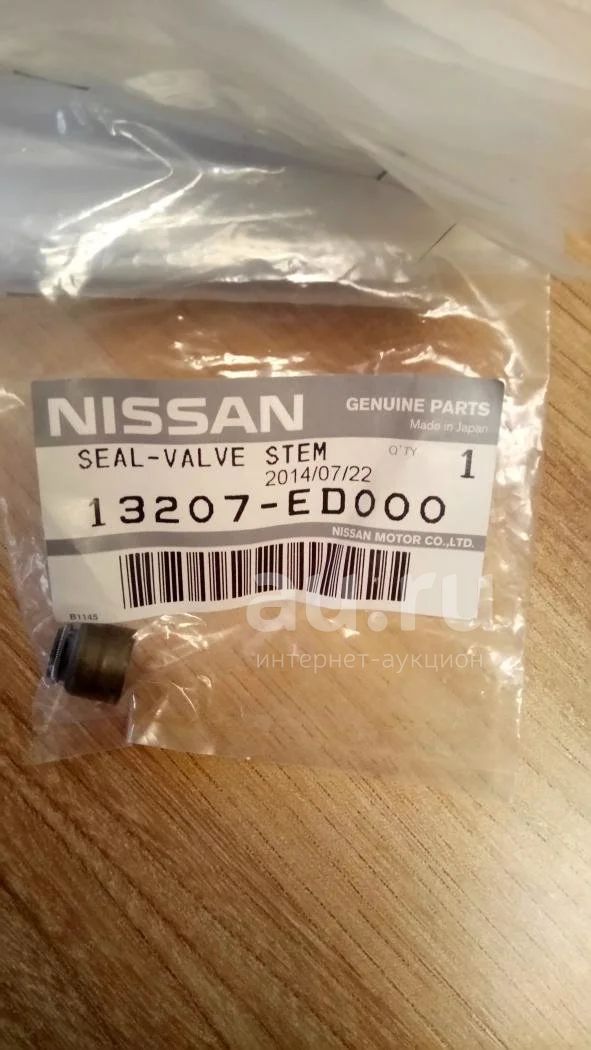 NISSAN GENUINE PARTS
Made in Japan
SEAL-VALVE STEM Q'TY 1
2014/07/22
13207-ED000
NISSAN MOTOR CO.,LTD.
B1145
au.ru
интернет-аукцион